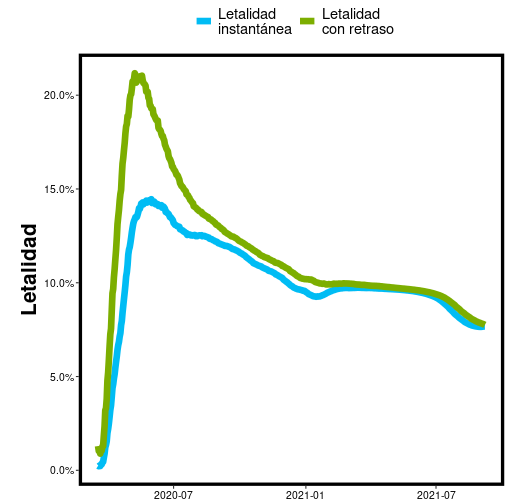 Letalidad instantánea
Letalidad con retraso
Letalidad
20.0%
15.0%
10.0%
5.0%
0.0%
2020-07
2021-01
2021-07